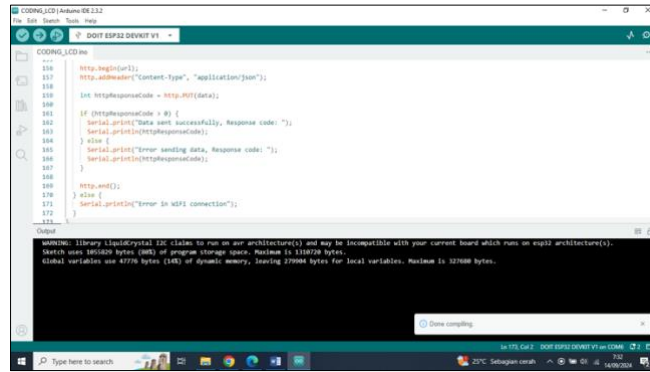 CODING_LCD | Arduino IDE 2.3.2
File Edit Sketch Tools Help
DOIT ESP32 DEVKIT V1
CODING_LCD.ino
156 http.begin(url);
157 http.addHeader("Content-Type", "application/json");
158
159 int httpResponseCode = http.PUT(data);
160
161 if (httpResponseCode > 0) {
162 Serial.print("Data sent successfully, Response code: ");
163 Serial.println(httpResponseCode);
164 } else {
165 Serial.print("Error sending data, Response code: ");
166 Serial.println(httpResponseCode);
167 }
168
169 http.end();
170 } else {
171 Serial.println("Error in WiFi connection");
172 }
173 }
Output
WARNING: library LiquidCrystal I2C claims to run on avr architecture(s) and may be incompatible with your current board which runs on esp32 architecture(s).
Sketch uses 1055829 bytes (80%) of program storage space. Maximum is 1310720 bytes.
Global variables use 47776 bytes (14%) of dynamic memory, leaving 279904 bytes for local variables. Maximum is 327680 bytes.
Done compiling.
Ln 173, Col 2 DOIT ESP32 DEVKIT V1 on COM6 2
Type here to search
25°C Sebagian cerah
7:52
14/09/2024